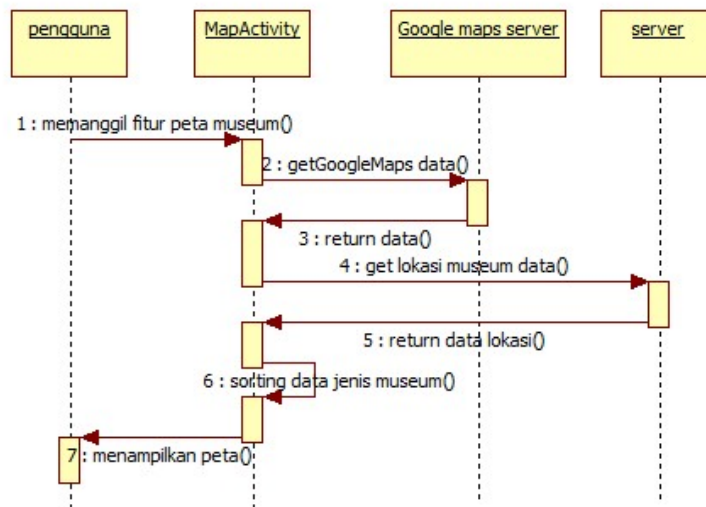 pengguna
MapActivity
Google maps server
server
1 : memanggil fitur peta museum()
2 : getGoogleMaps data()
3 : return data()
4 : get lokasi museum data()
5 : return data lokasi()
6 : sorting data jenis museum()
7 : menampilkan peta()